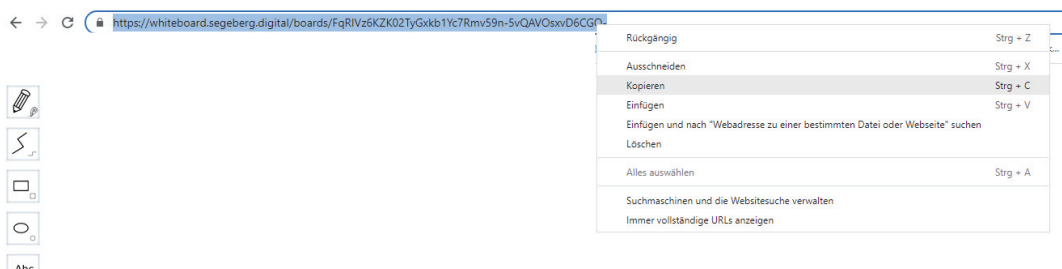 https://whiteboard.segeberg.digital/boards/FqRIVz6KZK02TyGxkb1Yc7Rmv59n-5vQAVOsxvD6CGO-
Rückgängig Strg + Z
Ausschneiden Strg + X
Kopieren Strg + C
Einfügen Strg + V
Einfügen und nach "Webadresse zu einer bestimmten Datei oder Webseite" suchen
Löschen
Alles auswählen Strg + A
Suchmaschinen und die Websitesuche verwalten
Immer vollständige URLs anzeigen
Abc